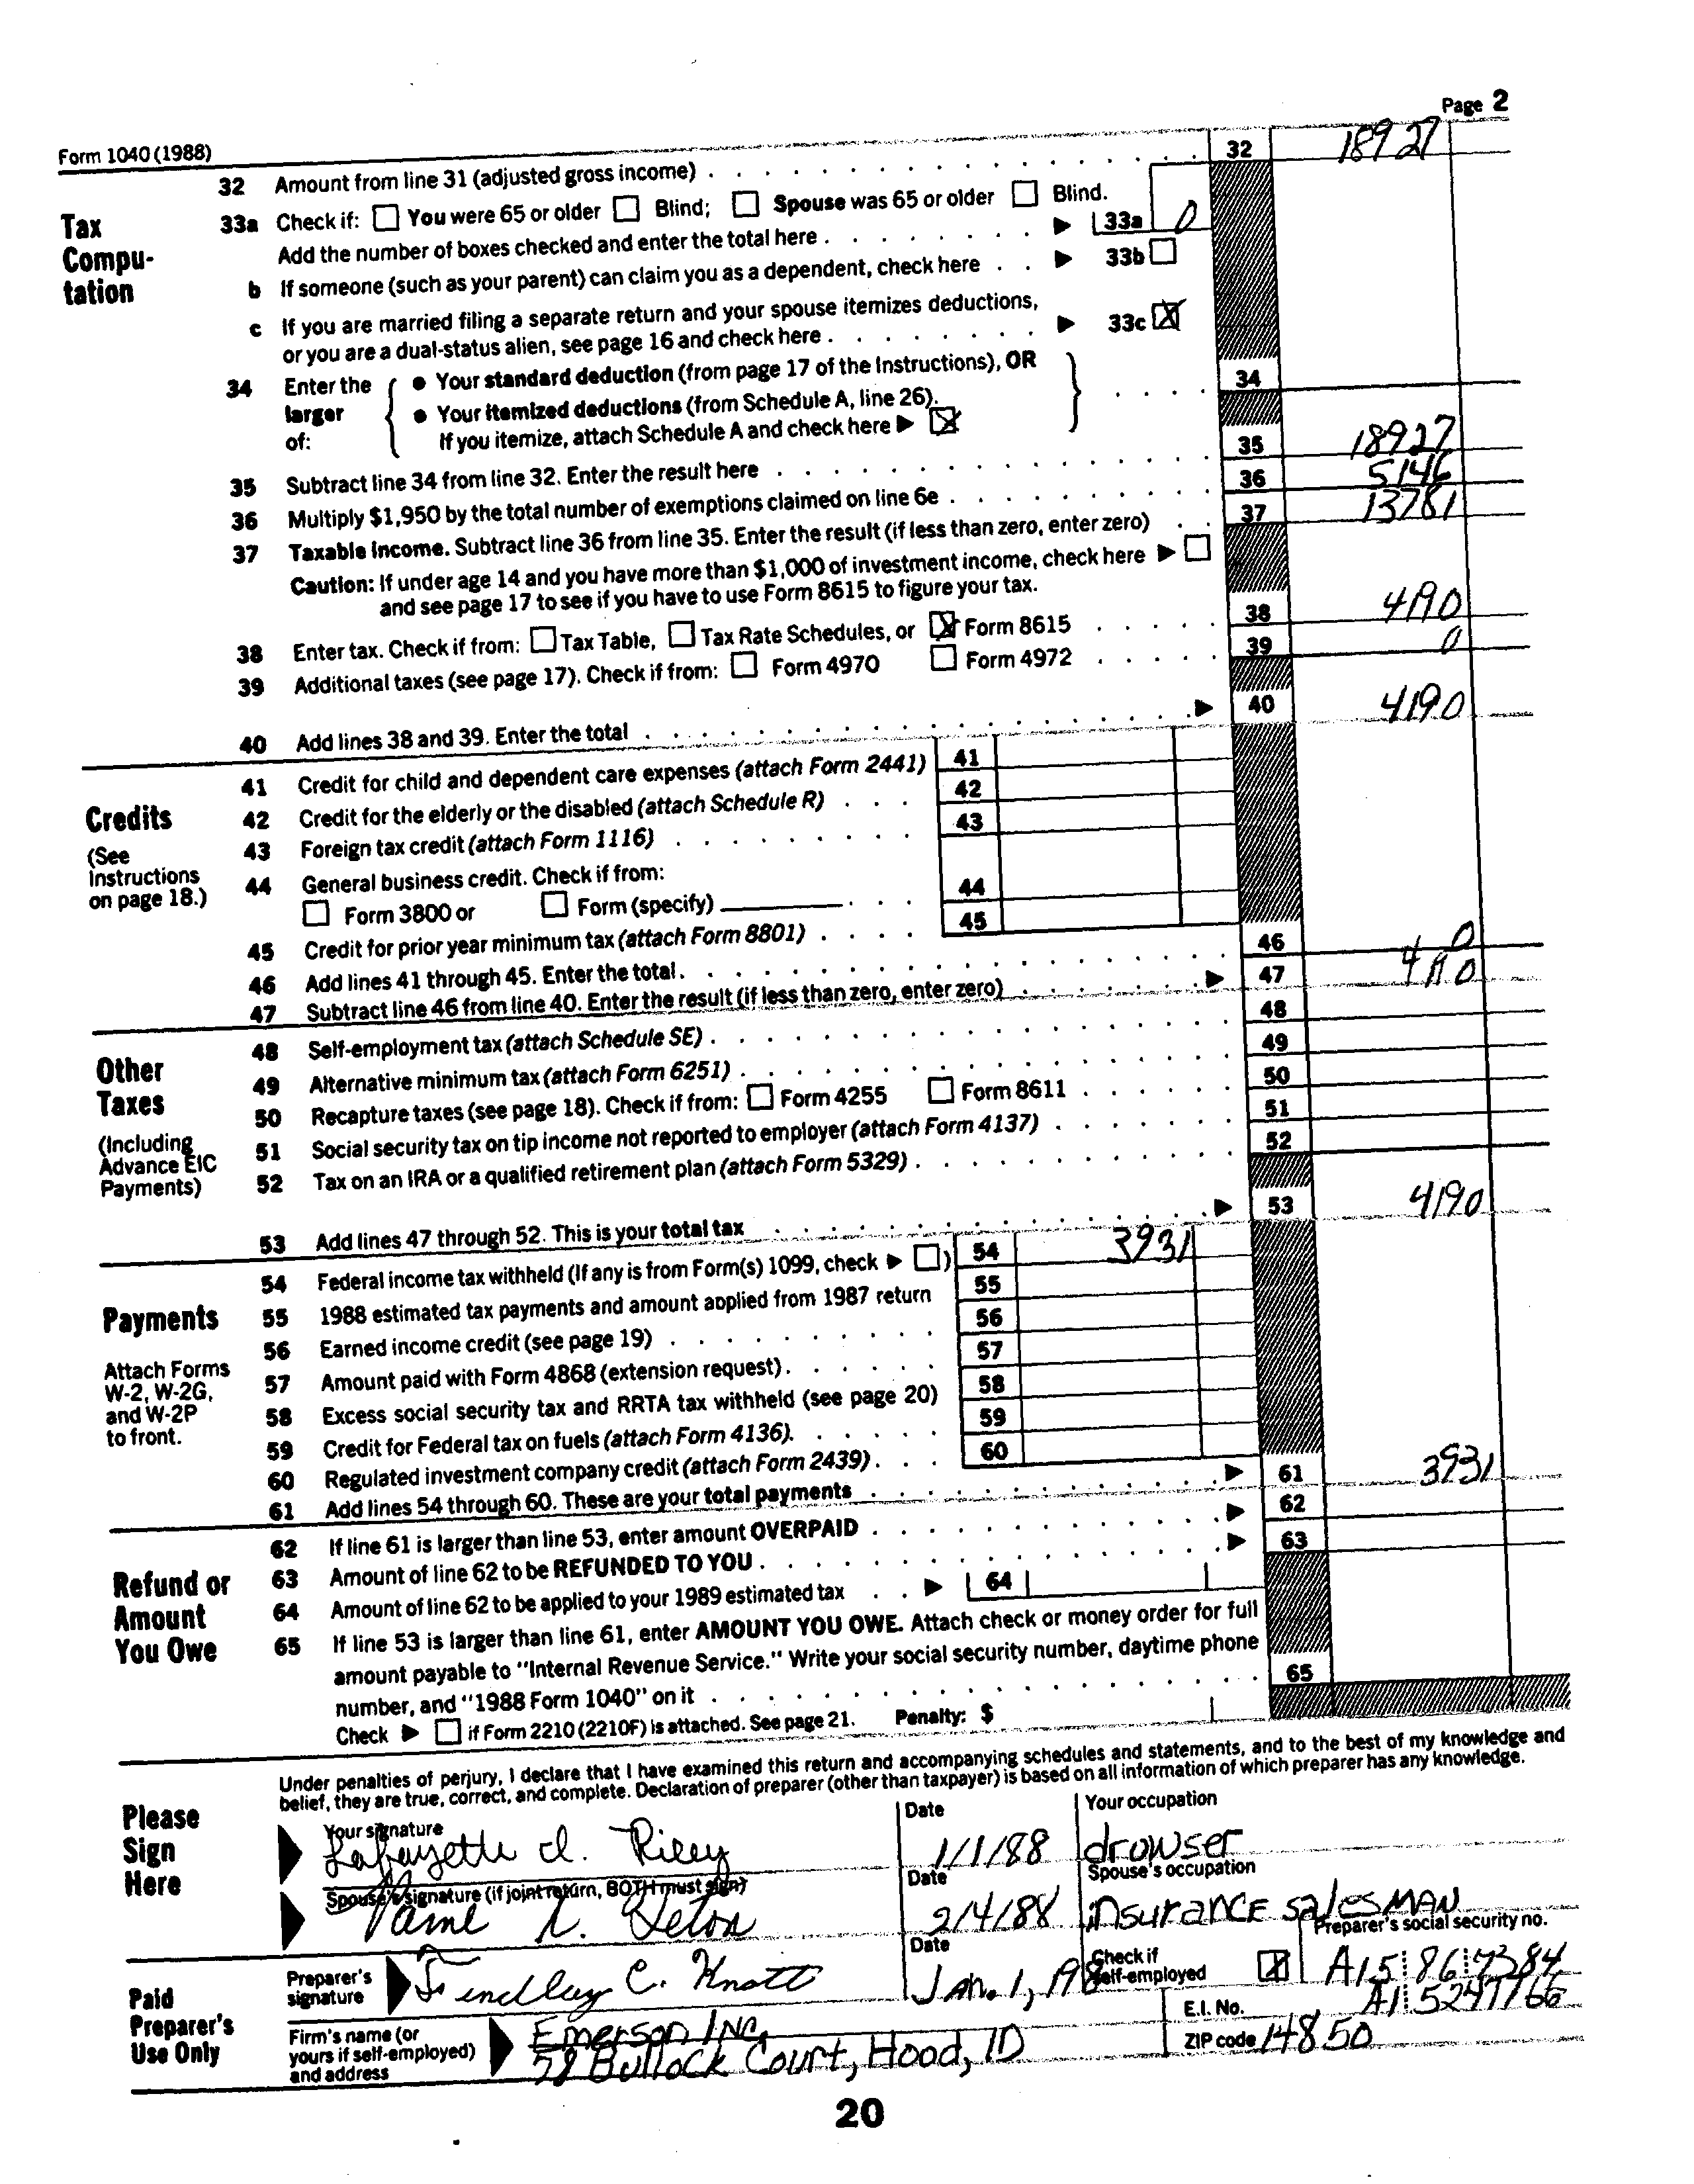 Page 2
Form 1040 (1988)
32 Amount from line 31 (adjusted gross income) 32 18927
Tax Compu- tation
33a Check if: You were 65 or older Blind; Spouse was 65 or older Blind.
Add the number of boxes checked and enter the total here 33a 0
b If someone (such as your parent) can claim you as a dependent, check here 33b
c If you are married filing a separate return and your spouse itemizes deductions,
or you are a dual-status alien, see page 16 and check here 33c X
34 Enter the larger of:
Your standard deduction (from page 17 of the Instructions), OR
Your itemized deductions (from Schedule A, line 26).
If you itemize, attach Schedule A and check here X
34
35 Subtract line 34 from line 32. Enter the result here 35 18927
36 Multiply $1,950 by the total number of exemptions claimed on line 6e 36 5146
37 Taxable income. Subtract line 36 from line 35. Enter the result (if less than zero, enter zero) 37 13781
Caution: If under age 14 and you have more than $1,000 of investment income, check here
and see page 17 to see if you have to use Form 8615 to figure your tax.
38 Enter tax. Check if from: Tax Table, Tax Rate Schedules, or X Form 8615 38 4190
39 Additional taxes (see page 17). Check if from: Form 4970 Form 4972 39 0
40 Add lines 38 and 39. Enter the total 40 4190
Credits
(See Instructions on page 18.)
41 Credit for child and dependent care expenses (attach Form 2441) 41
42 Credit for the elderly or the disabled (attach Schedule R) 42
43 Foreign tax credit (attach Form 1116) 43
44 General business credit. Check if from:
Form 3800 or Form (specify) 44
45 Credit for prior year minimum tax (attach Form 8801) 45
46 Add lines 41 through 45. Enter the total. 46 0
47 Subtract line 46 from line 40. Enter the result (if less than zero, enter zero) 47 4190
Other Taxes
(Including Advance EIC Payments)
48 Self-employment tax (attach Schedule SE) 48
49 Alternative minimum tax (attach Form 6251) 49
50 Recapture taxes (see page 18). Check if from: Form 4255 Form 8611 50
51 Social security tax on tip income not reported to employer (attach Form 4137) 51
52 Tax on an IRA or a qualified retirement plan (attach Form 5329) 52
53 Add lines 47 through 52. This is your total tax 53 4190
Payments
Attach Forms W-2, W-2G, and W-2P to front.
54 Federal income tax withheld (If any is from Form(s) 1099, check ) 54 3931
55 1988 estimated tax payments and amount applied from 1987 return 55
56 Earned income credit (see page 19) 56
57 Amount paid with Form 4868 (extension request) 57
58 Excess social security tax and RRTA tax withheld (see page 20) 58
59 Credit for Federal tax on fuels (attach Form 4136). 59
60 Regulated investment company credit (attach Form 2439) 60
61 Add lines 54 through 60. These are your total payments 61 3931
Refund or Amount You Owe
62 If line 61 is larger than line 53, enter amount OVERPAID 62
63 Amount of line 62 to be REFUNDED TO YOU 63
64 Amount of line 62 to be applied to your 1989 estimated tax 64
65 If line 53 is larger than line 61, enter AMOUNT YOU OWE. Attach check or money order for full
amount payable to "Internal Revenue Service." Write your social security number, daytime phone
number, and "1988 Form 1040" on it 65
Check if Form 2210 (2210F) is attached. See page 21. Penalty: $
Please Sign Here
Under penalties of perjury, I declare that I have examined this return and accompanying schedules and statements, and to the best of my knowledge and
belief, they are true, correct, and complete. Declaration of preparer (other than taxpayer) is based on all information of which preparer has any knowledge.
Your signature Date Your occupation
Lafayette d. Riley 1/1/88 drowser
Spouse's signature (if joint return, BOTH must sign) Date Spouse's occupation
2/4/88 insurance salesman
Paid Preparer's Use Only
Preparer's signature Date Check if self-employed X Preparer's social security no.
Findlay C. Knott Jan. 1, 198 A15 86 7384
Firm's name (or yours if self-employed) and address
Emerson Inc. E.I. No. A1 5247166
58 Bullock Court, Hood, ID ZIP code 14850
20